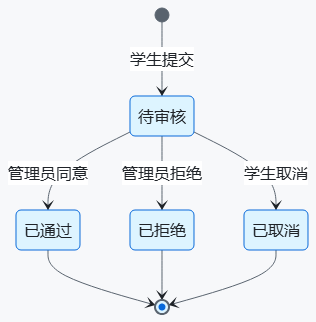 学生提交
待审核
管理员同意
管理员拒绝
学生取消
已通过
已拒绝
已取消